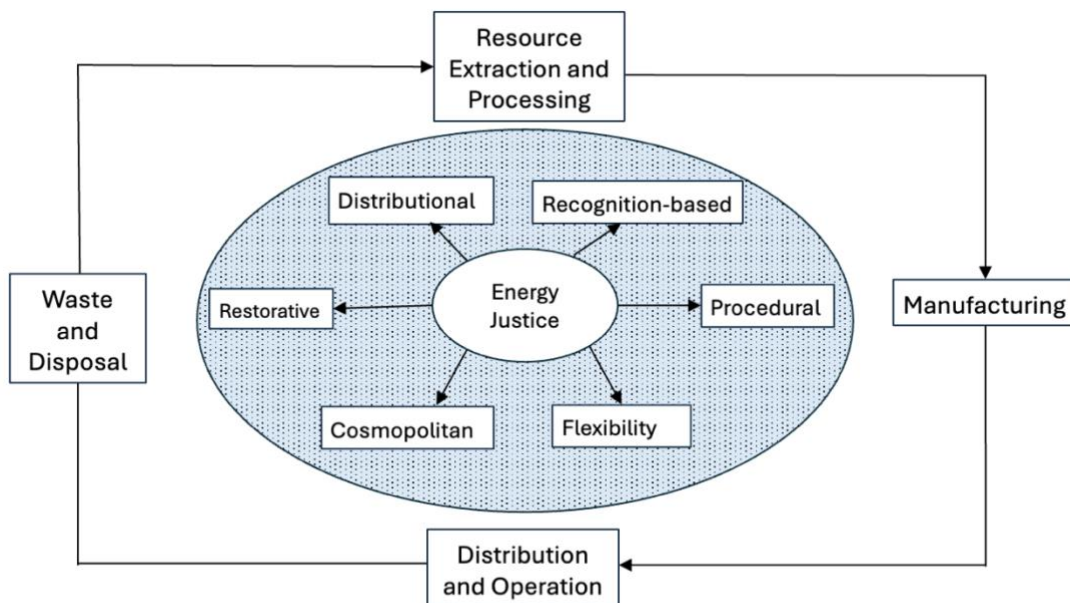 Resource
Extraction and
Processing
Distributional
Recognition-based
Energy
Justice
Restorative
Procedural
Waste
and
Disposal
Manufacturing
Cosmopolitan
Flexibility
Distribution
and Operation